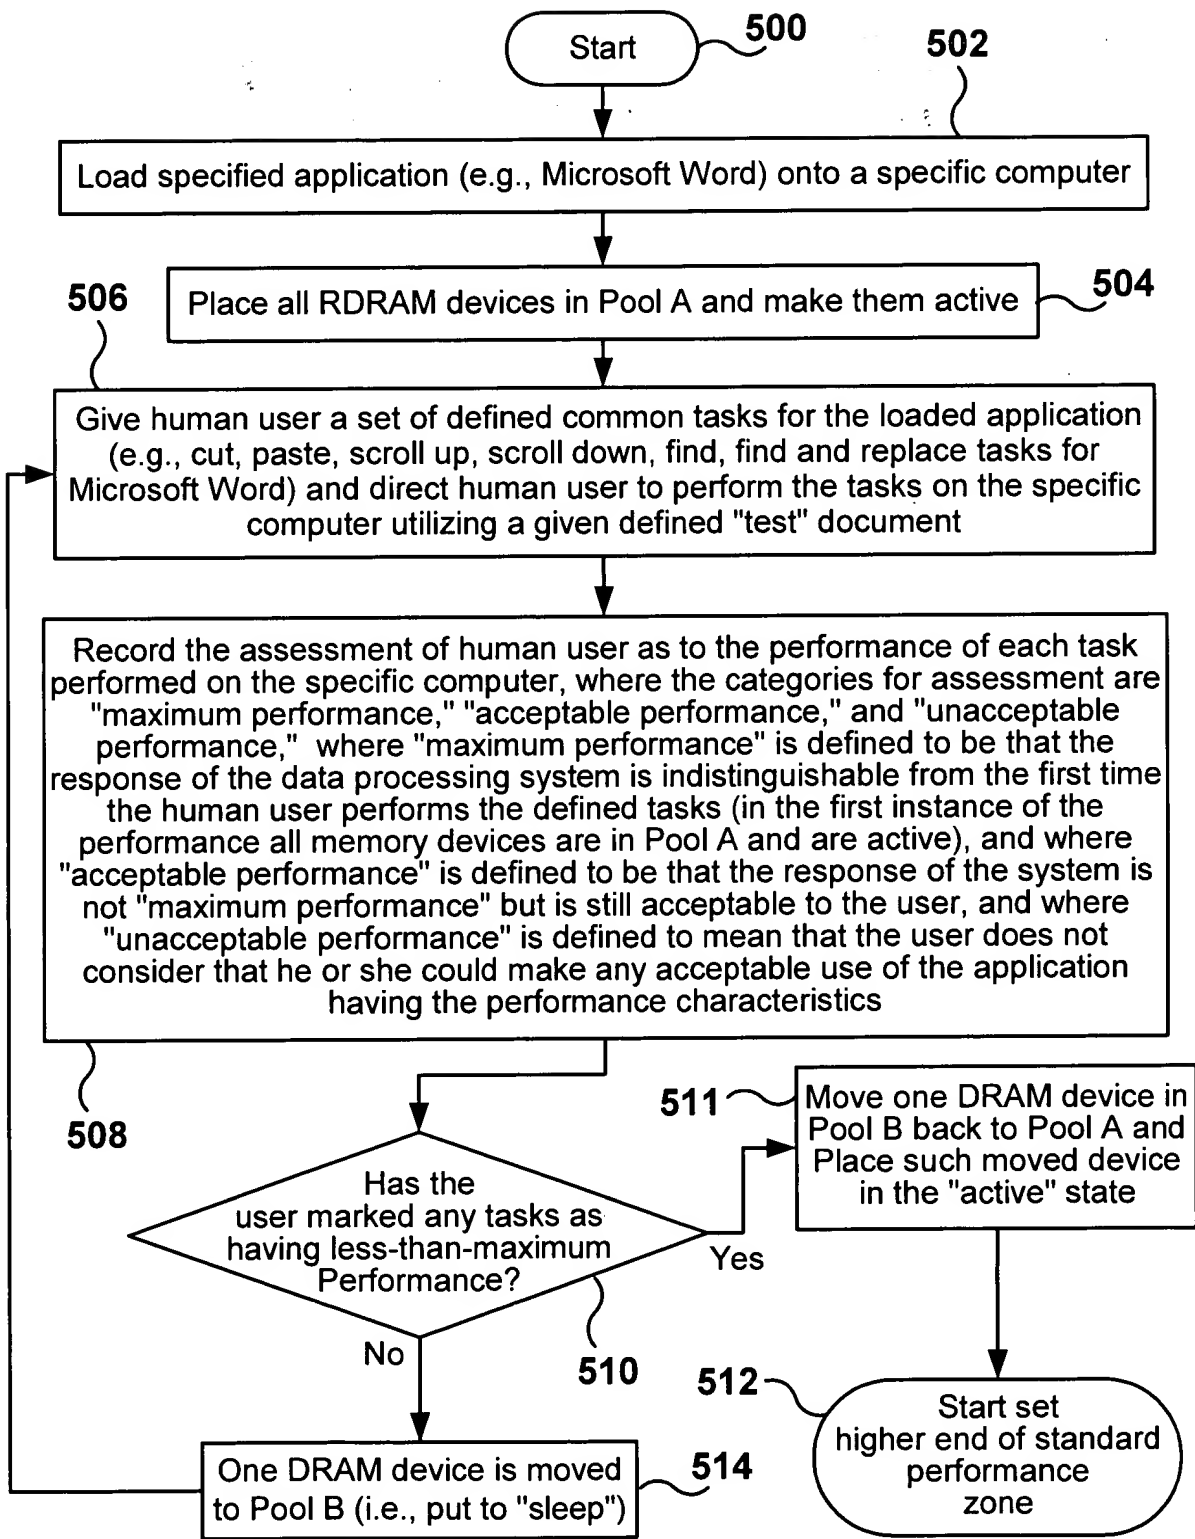 Start
500
502
Load specified application (e.g., Microsoft Word) onto a specific computer
504
Place all RDRAM devices in Pool A and make them active
506
Give human user a set of defined common tasks for the loaded application
(e.g., cut, paste, scroll up, scroll down, find, find and replace tasks for
Microsoft Word) and direct human user to perform the tasks on the specific
computer utilizing a given defined "test" document
Record the assessment of human user as to the performance of each task
performed on the specific computer, where the categories for assessment are
"maximum performance," "acceptable performance," and "unacceptable
performance," where "maximum performance" is defined to be that the
response of the data processing system is indistinguishable from the first time
the human user performs the defined tasks (in the first instance of the
performance all memory devices are in Pool A and are active), and where
"acceptable performance" is defined to be that the response of the system is
not "maximum performance" but is still acceptable to the user, and where
"unacceptable performance" is defined to mean that the user does not
consider that he or she could make any acceptable use of the application
having the performance characteristics
508
Has the
user marked any tasks as
having less-than-maximum
Performance?
510
Yes
No
511
Move one DRAM device in
Pool B back to Pool A and
Place such moved device
in the "active" state
512
Start set
higher end of standard
performance
zone
One DRAM device is moved
to Pool B (i.e., put to "sleep")
514